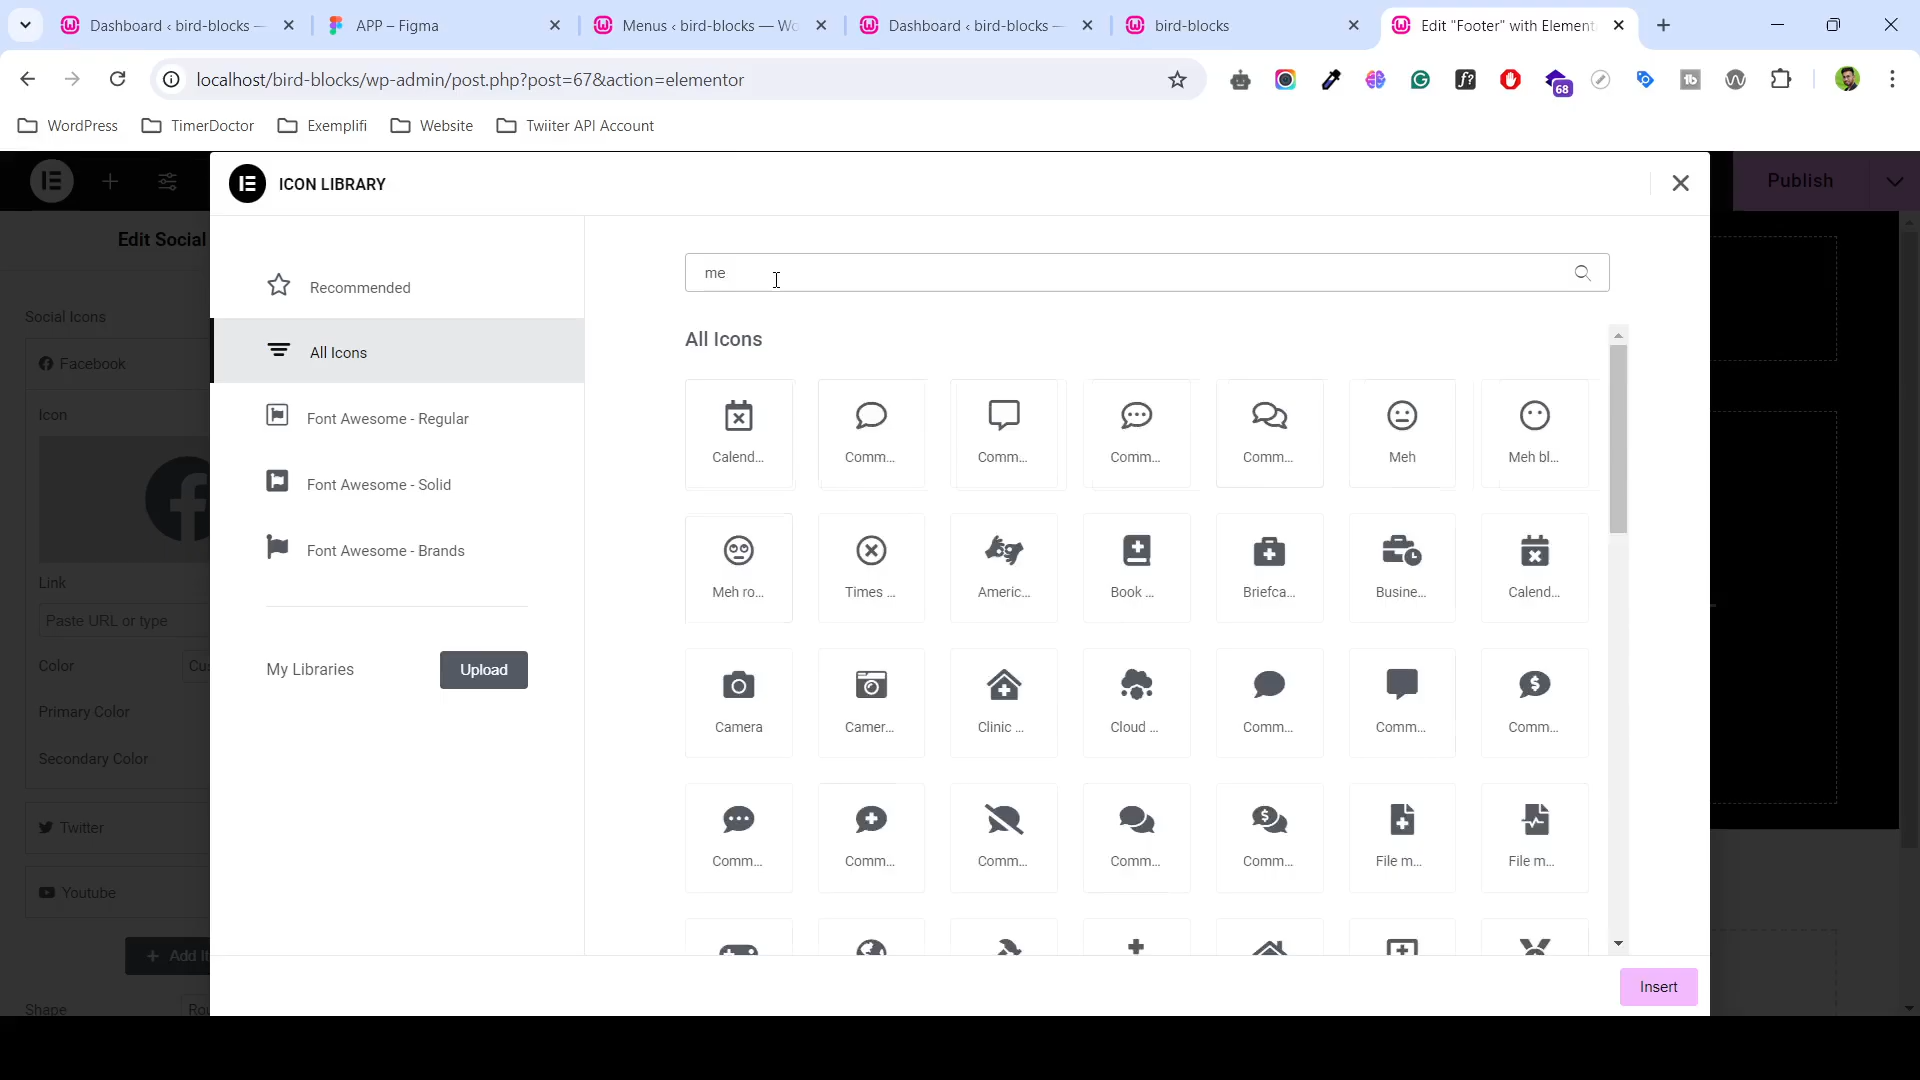 Dashboard ‹ bird-blocks —
APP – Figma
Menus ‹ bird-blocks — Wo
Dashboard ‹ bird-blocks —
bird-blocks
Edit "Footer" with Element
localhost/bird-blocks/wp-admin/post.php?post=67&action=elementor
68
WordPress
TimerDoctor
Exemplifi
Website
Twiiter API Account
ICON LIBRARY
Publish
Edit Social
Social Icons
Facebook
Icon
Link
Paste URL or type
Color
Cus
Primary Color
Secondary Color
Twitter
Youtube
Add It
Shape
Rou
Recommended
All Icons
Font Awesome - Regular
Font Awesome - Solid
Font Awesome - Brands
My Libraries
Upload
me
All Icons
Calend... Comm... Comm... Comm... Comm... Meh Meh bl...
Meh ro... Times ... Americ... Book ... Briefca... Busine... Calend...
Camera Camer... Clinic ... Cloud ... Comm... Comm... Comm...
Comm... Comm... Comm... Comm... Comm... File m... File m...
Insert